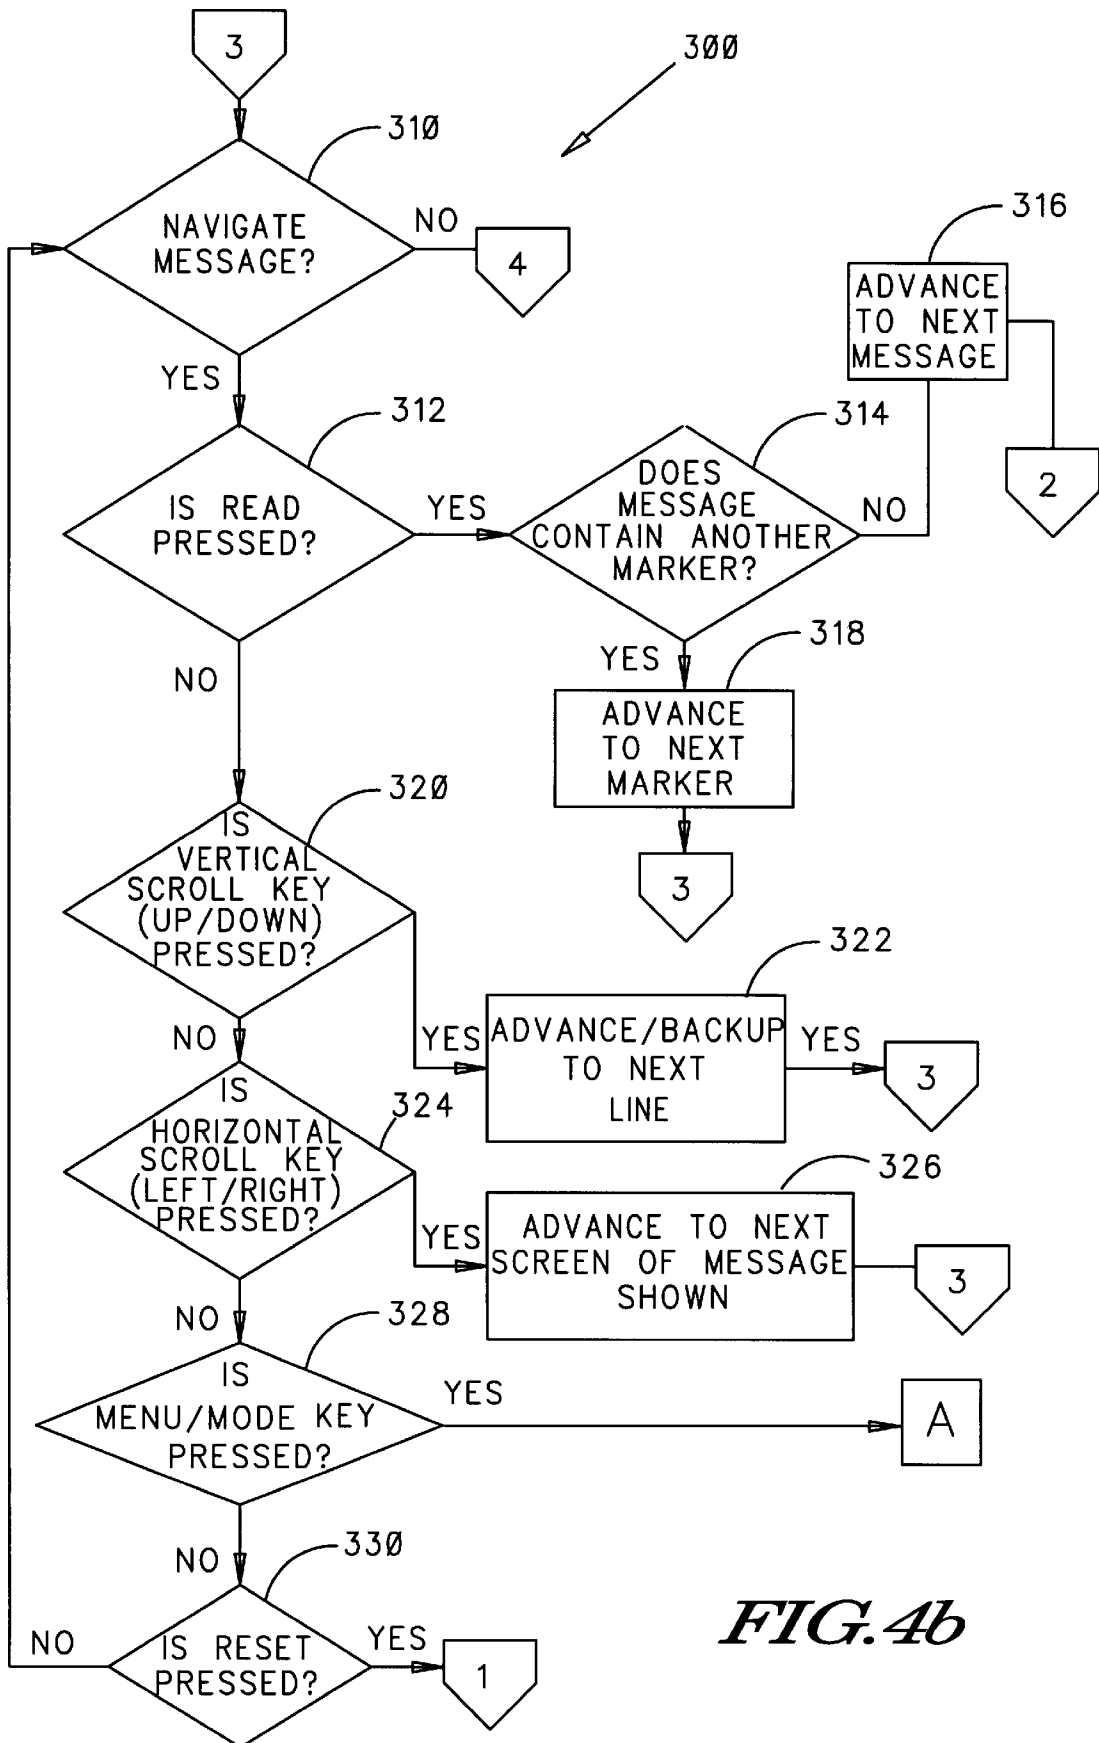 3
300
310
NAVIGATE
MESSAGE?
NO
4
316
ADVANCE
TO NEXT
MESSAGE
2
YES
312
IS READ
PRESSED?
YES
314
DOES
MESSAGE
CONTAIN ANOTHER
MARKER?
NO
YES
318
ADVANCE
TO NEXT
MARKER
3
NO
320
IS
VERTICAL
SCROLL KEY
(UP/DOWN)
PRESSED?
YES
322
ADVANCE/BACKUP
TO NEXT
LINE
YES
3
NO
324
IS
HORIZONTAL
SCROLL KEY
(LEFT/RIGHT)
PRESSED?
YES
326
ADVANCE TO NEXT
SCREEN OF MESSAGE
SHOWN
3
NO
328
IS
MENU/MODE KEY
PRESSED?
YES
A
NO
330
IS RESET
PRESSED?
NO
YES
1
FIG.4b